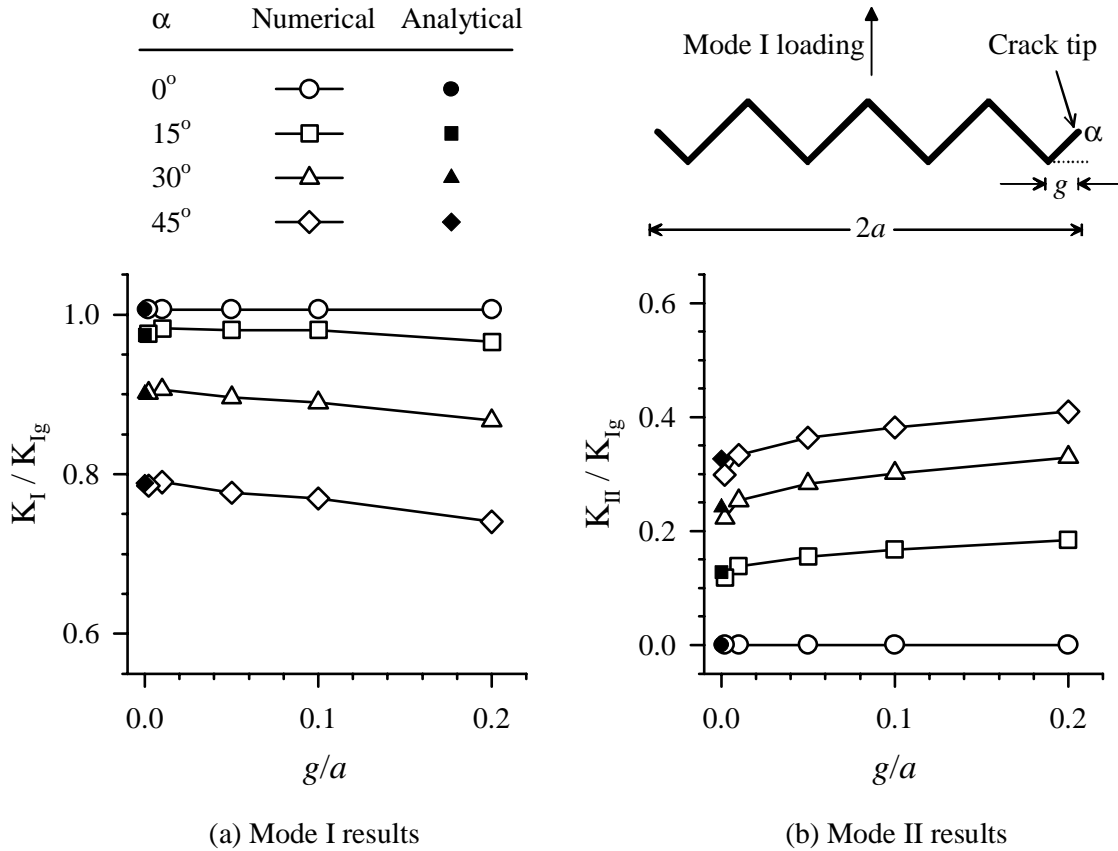 α Numerical Analytical
0°
15°
30°
45°
Mode I loading
Crack tip
α
g
2a
K_I / K_Ig
1.0
0.8
0.6
0.0 0.1 0.2
g/a
(a) Mode I results
K_II / K_Ig
0.6
0.4
0.2
0.0
0.0 0.1 0.2
g/a
(b) Mode II results